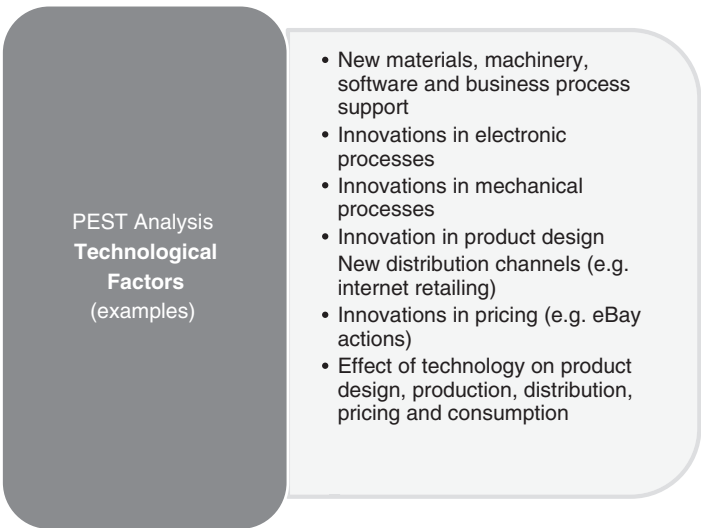 PEST Analysis
Technological
Factors
(examples)
• New materials, machinery,
software and business process
support
• Innovations in electronic
processes
• Innovations in mechanical
processes
• Innovation in product design
New distribution channels (e.g.
internet retailing)
• Innovations in pricing (e.g. eBay
actions)
• Effect of technology on product
design, production, distribution,
pricing and consumption